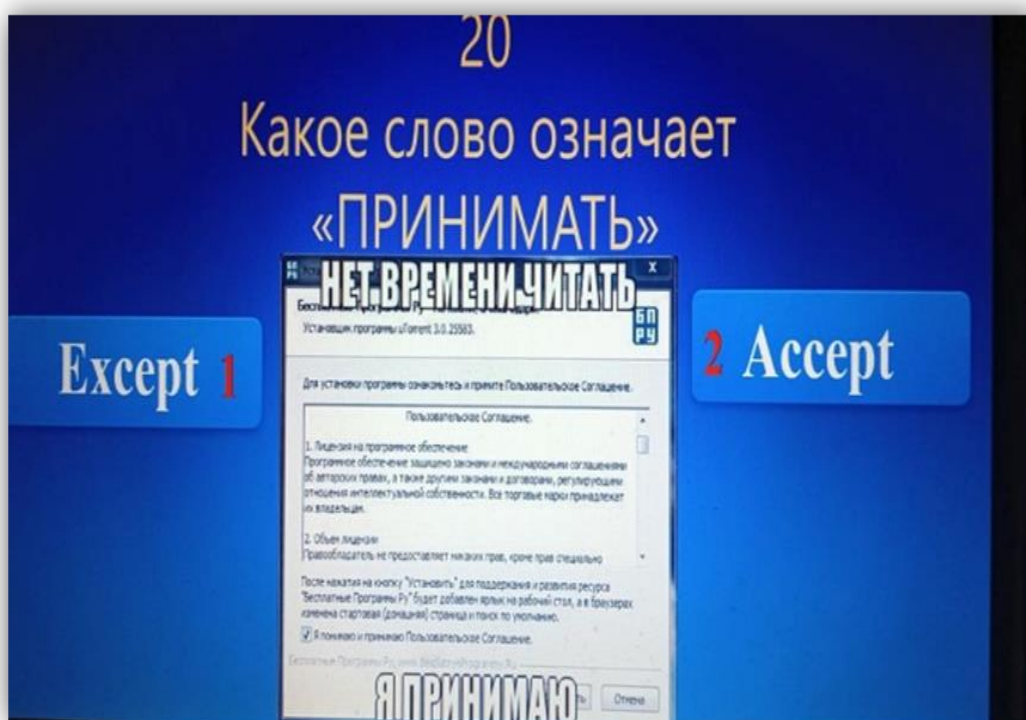 20
Какое слово означает
«ПРИНИМАТЬ»
НЕТ ВРЕМЕНИ ЧИТАТЬ
X
БП
РУ
Установщик программы uTorrent 3.0.25583.
Except 1
2 Accept
Для установки программы ознакомьтесь и примите Пользовательское Соглашение.
Пользовательское Соглашение.
1. Лицензия на программное обеспечение
Программное обеспечение защищено законами и международными соглашениями
об авторских правах, а также другими законами и договорами, регулирующими
отношения интеллектуальной собственности. Все торговые марки принадлежат
их владельцам.
2. Объем лицензии
Правообладатель не предоставляет никаких прав, кроме прав специально
После нажатия на кнопку "Установить" для поддержания и развития ресурса
"Бесплатные Программы Ру" будет добавлен ярлык на рабочий стол, а в браузерах
изменена стартовая (домашняя) страница и поиск по умолчанию.
Я понимаю и принимаю Пользовательское Соглашение.
Бесплатные Программы Ру,
Я ПРИНИМАЮ
Отмена